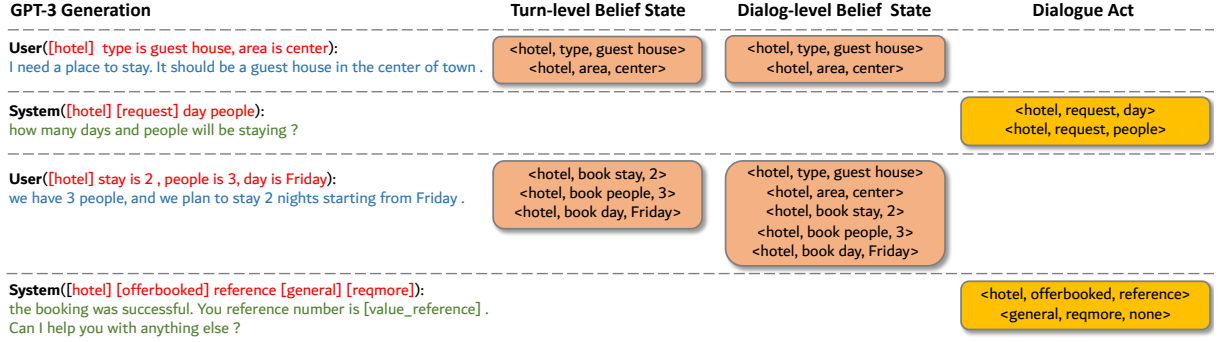 GPT-3 Generation Turn-level Belief State Dialog-level Belief State Dialogue Act
User([hotel] type is guest house, area is center):
I need a place to stay. It should be a guest house in the center of town .
<hotel, type, guest house>
<hotel, area, center>
<hotel, type, guest house>
<hotel, area, center>
System([hotel] [request] day people):
how many days and people will be staying ?
<hotel, request, day>
<hotel, request, people>
User([hotel] stay is 2 , people is 3, day is Friday):
we have 3 people, and we plan to stay 2 nights starting from Friday .
<hotel, book stay, 2>
<hotel, book people, 3>
<hotel, book day, Friday>
<hotel, type, guest house>
<hotel, area, center>
<hotel, book stay, 2>
<hotel, book people, 3>
<hotel, book day, Friday>
System([hotel] [offerbooked] reference [general] [reqmore]):
the booking was successful. You reference number is [value_reference] .
Can I help you with anything else ?
<hotel, offerbooked, reference>
<general, reqmore, none>